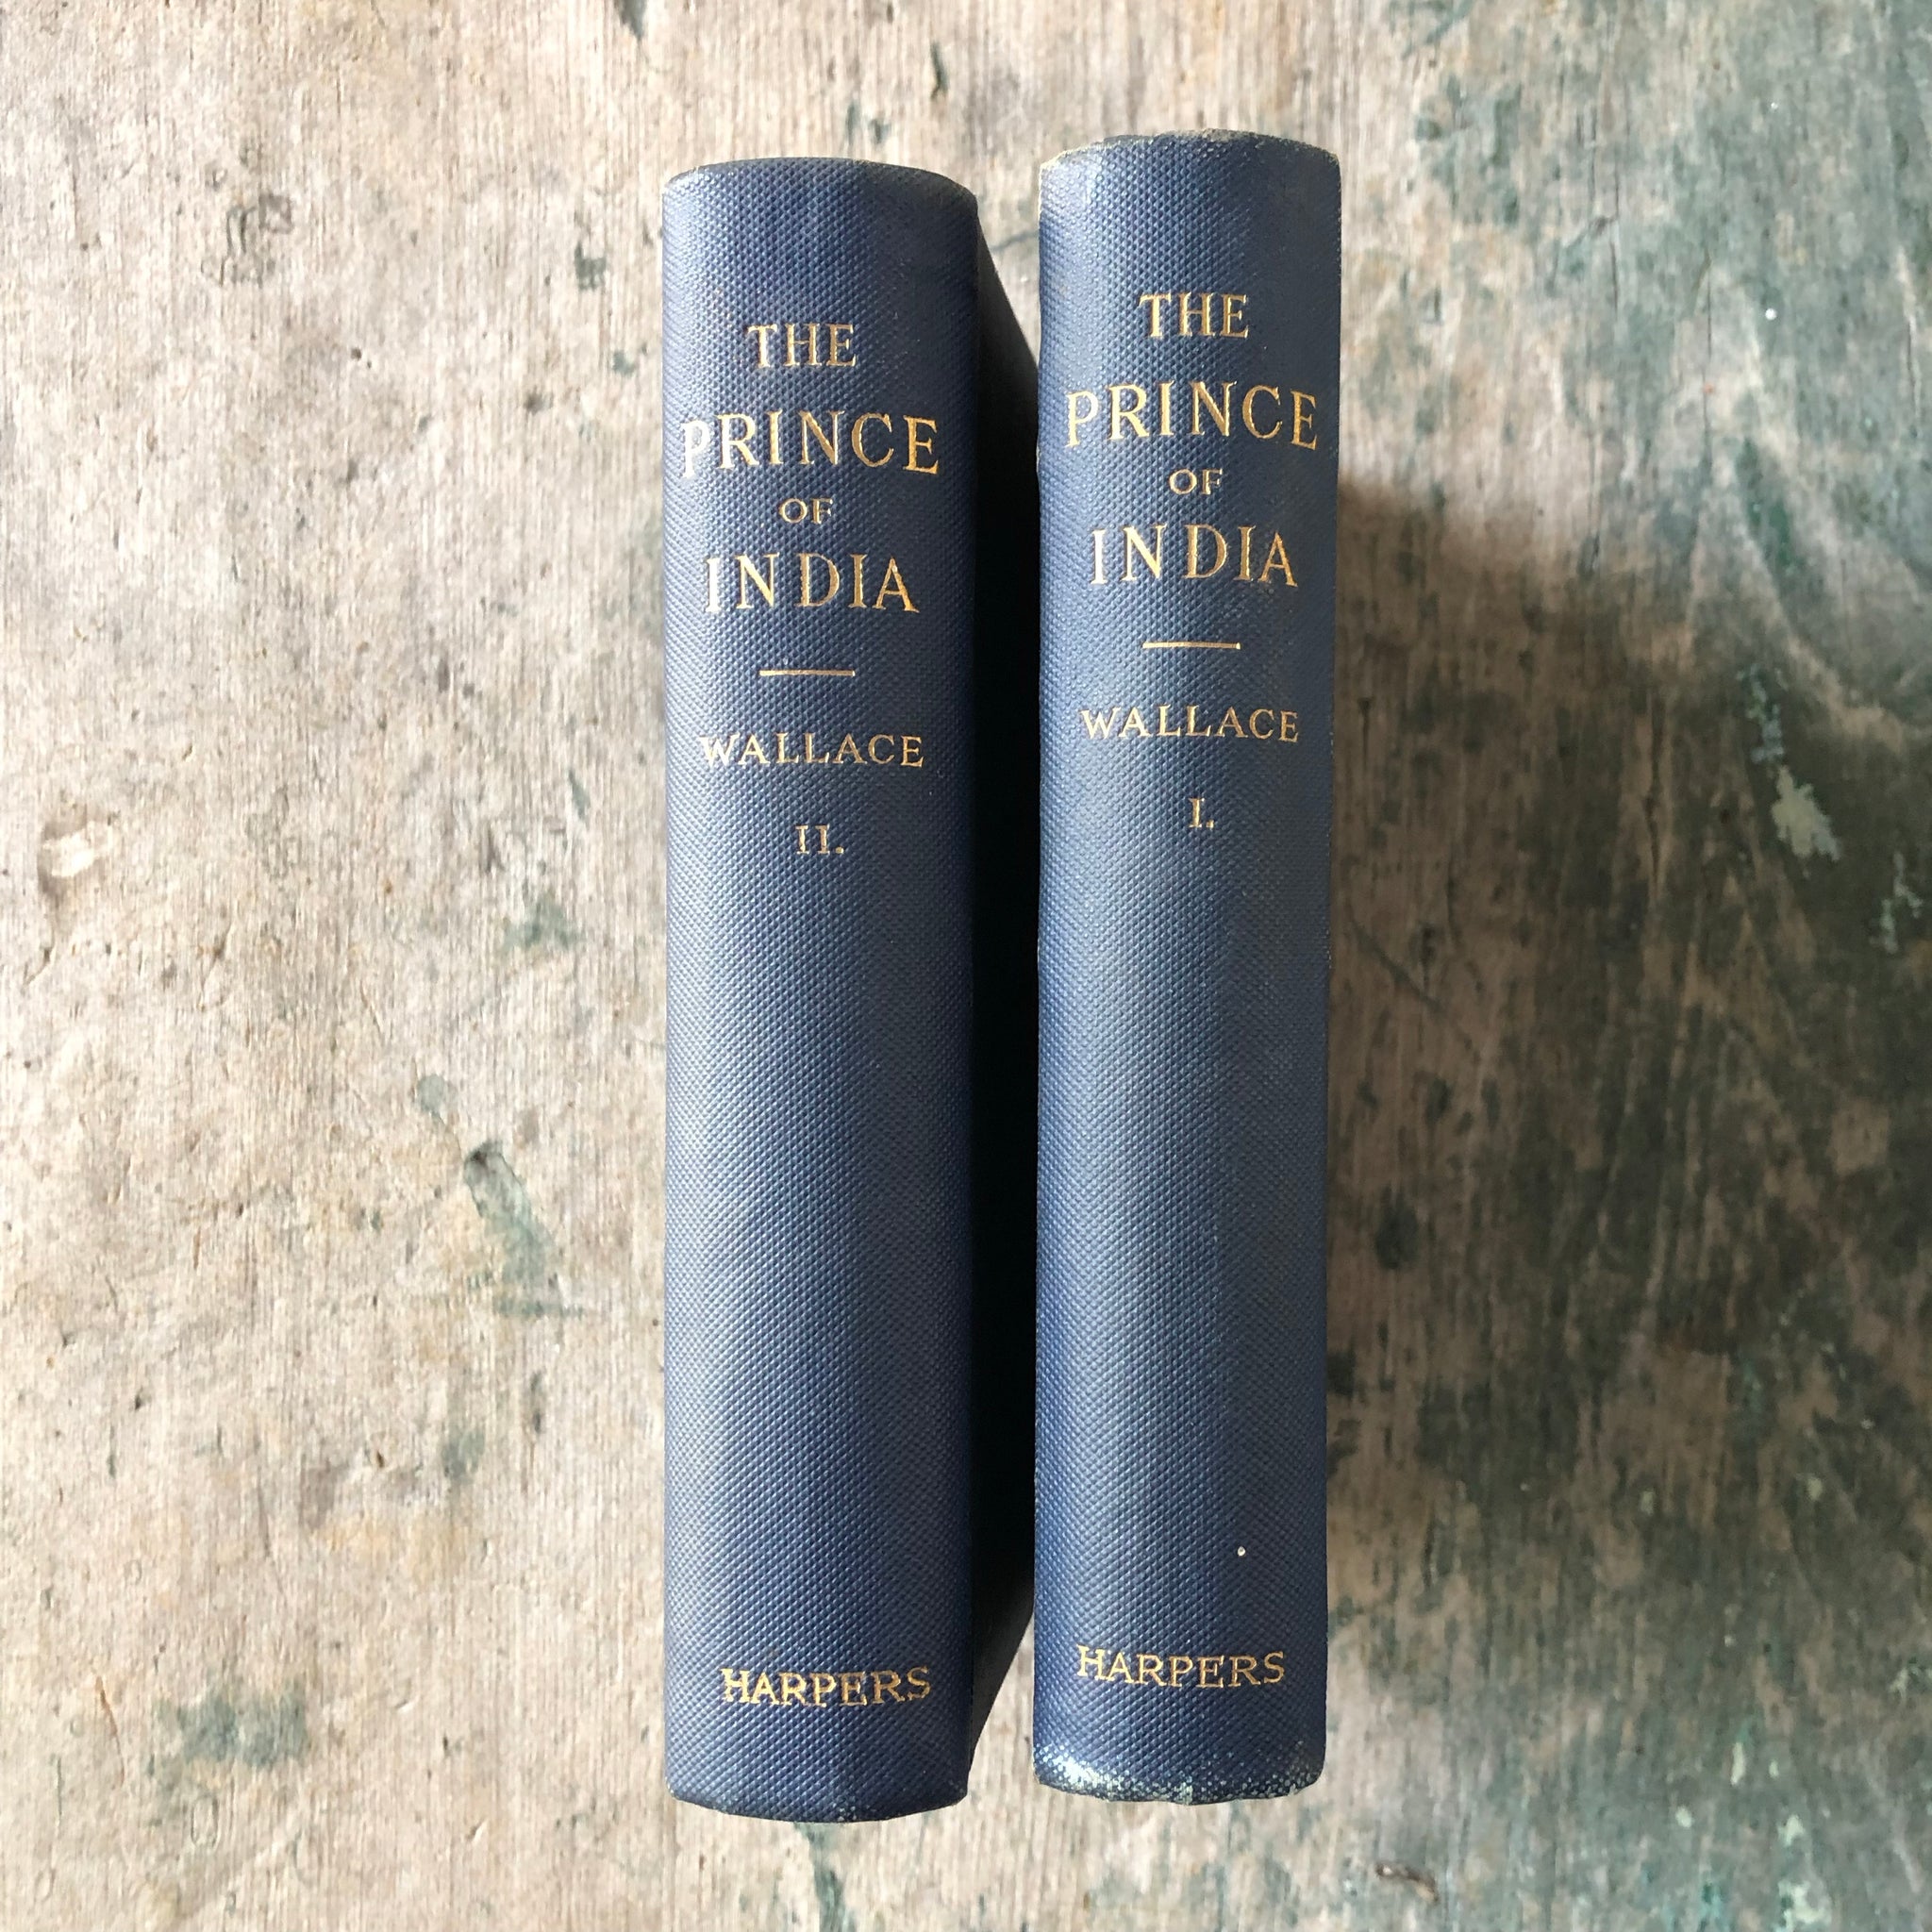 THE
PRINCE
OF
INDIA
WALLACE
II.
HARPERS
THE
PRINCE
OF
INDIA
WALLACE
I.
HARPERS